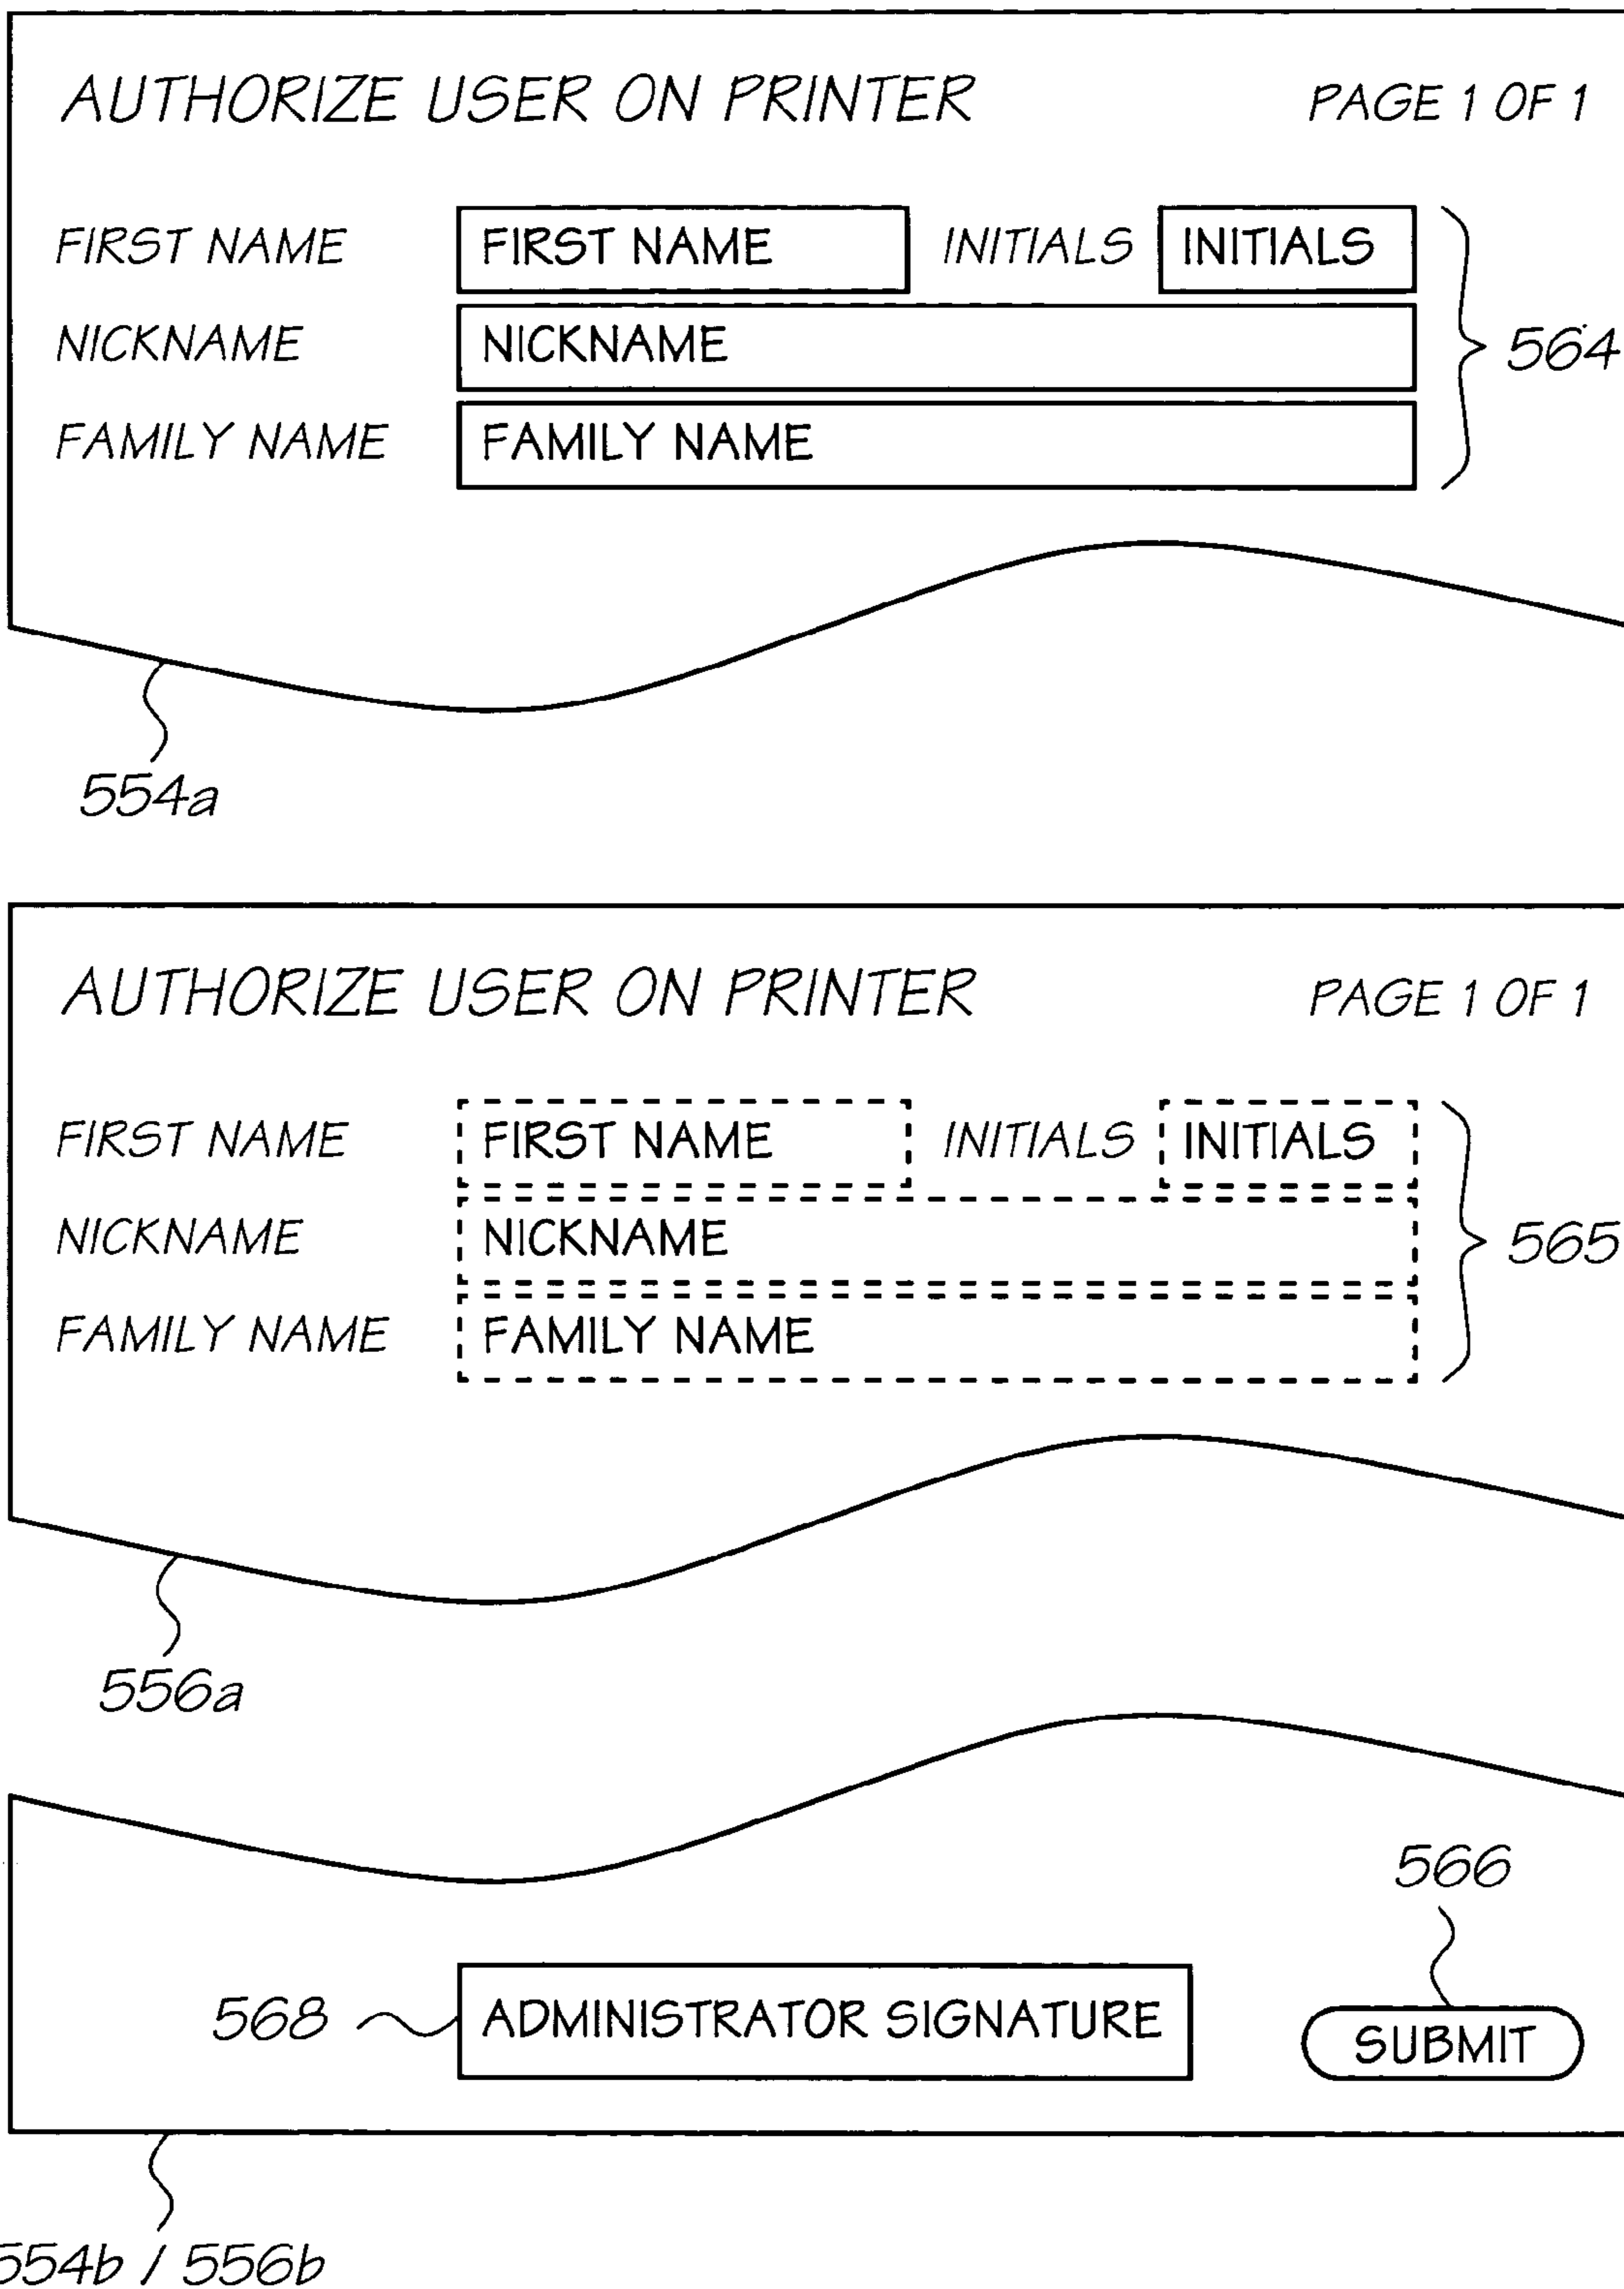 AUTHORIZE USER ON PRINTER PAGE 1 OF 1
FIRST NAME FIRST NAME INITIALS INITIALS
NICKNAME NICKNAME 564
FAMILY NAME FAMILY NAME
554a
AUTHORIZE USER ON PRINTER PAGE 1 OF 1
FIRST NAME FIRST NAME INITIALS INITIALS
NICKNAME NICKNAME 565
FAMILY NAME FAMILY NAME
556a
566
568 ADMINISTRATOR SIGNATURE SUBMIT
554b / 556b